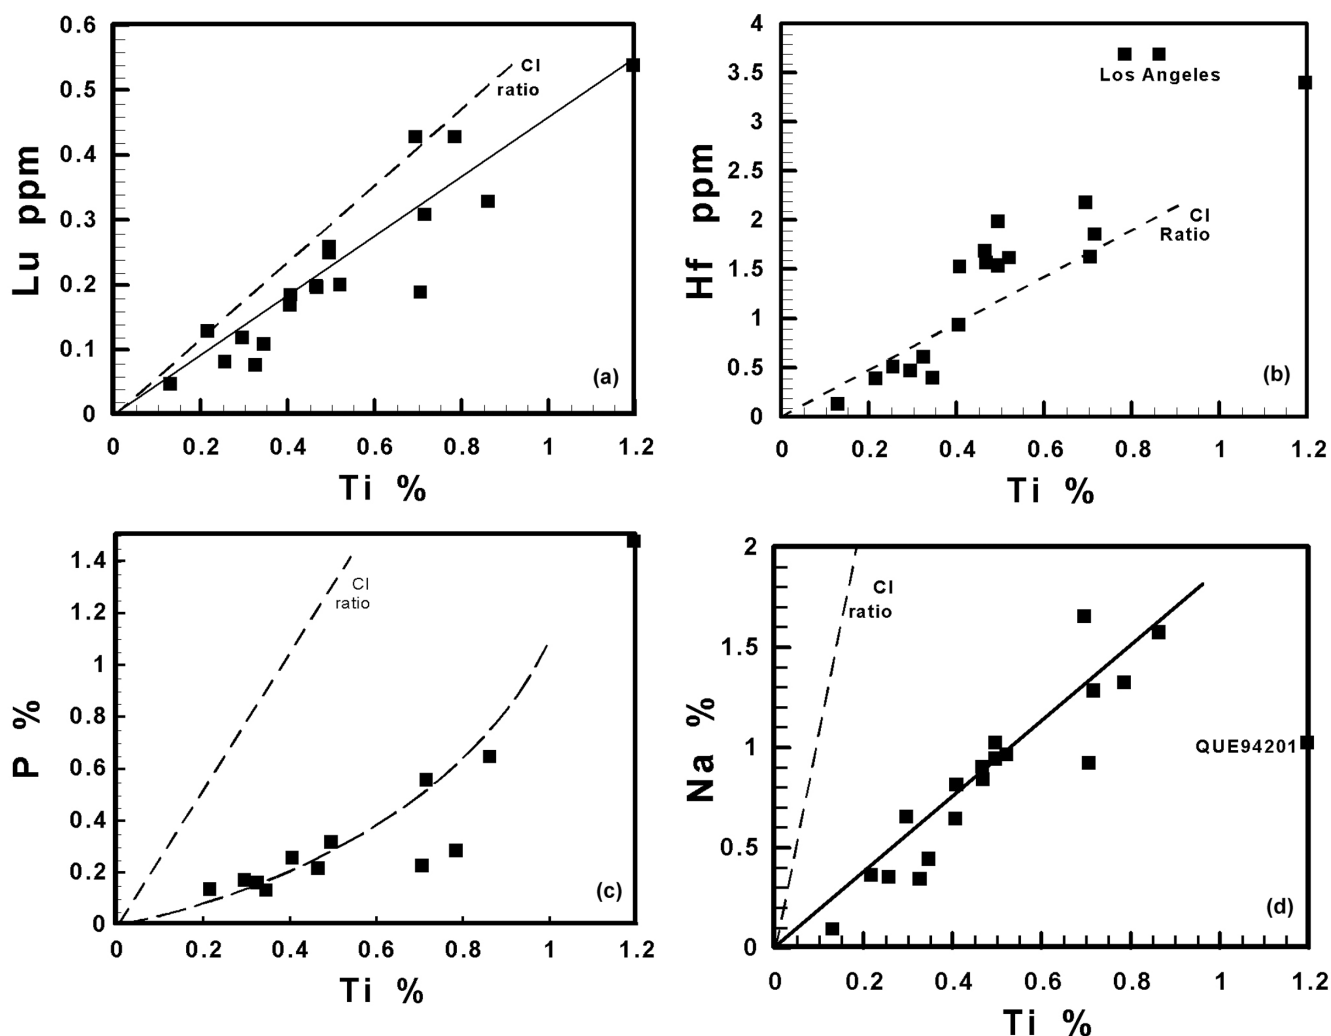 0.6
0.5
0.4
0.3
0.2
0.1
0
Lu ppm
CI
ratio
(a)
0 0.2 0.4 0.6 0.8 1 1.2
Ti %
4
3.5
3
2.5
2
1.5
1
0.5
0
Hf ppm
Los Angeles
CI
Ratio
(b)
0 0.2 0.4 0.6 0.8 1 1.2
Ti %
1.4
1.2
1
0.8
0.6
0.4
0.2
0
P %
CI
ratio
(c)
0 0.2 0.4 0.6 0.8 1 1.2
Ti %
2
1.5
1
0.5
0
Na %
CI
ratio
QUE94201
(d)
0 0.2 0.4 0.6 0.8 1 1.2
Ti %